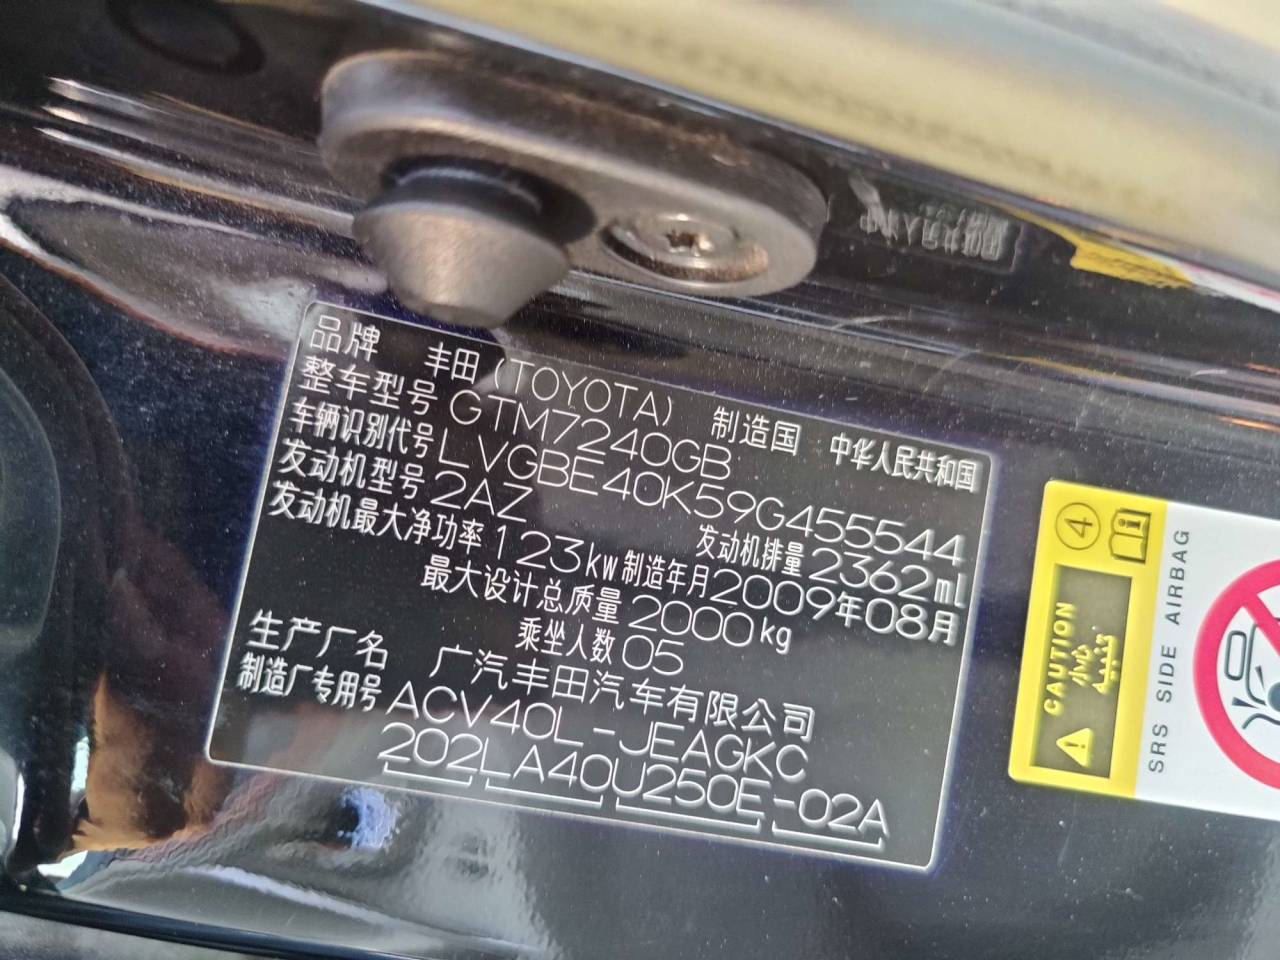 品牌 丰田 (TOYOTA) 制造国 中华人民共和国
整车型号 GTM7240GB
车辆识别代号 LVGBE40K59G455544
发动机型号 2AZ 发动机排量 2362ml
发动机最大净功率 123kw 制造年月 2009年08月
最大设计总质量 2000kg
乘坐人数 05
生产厂名 广汽丰田汽车有限公司
制造厂专用号 ACV40L-JEAGKC
202LA40U250E-02A
4
CAUTION
تنبيه
SRS SIDE AIRBAG